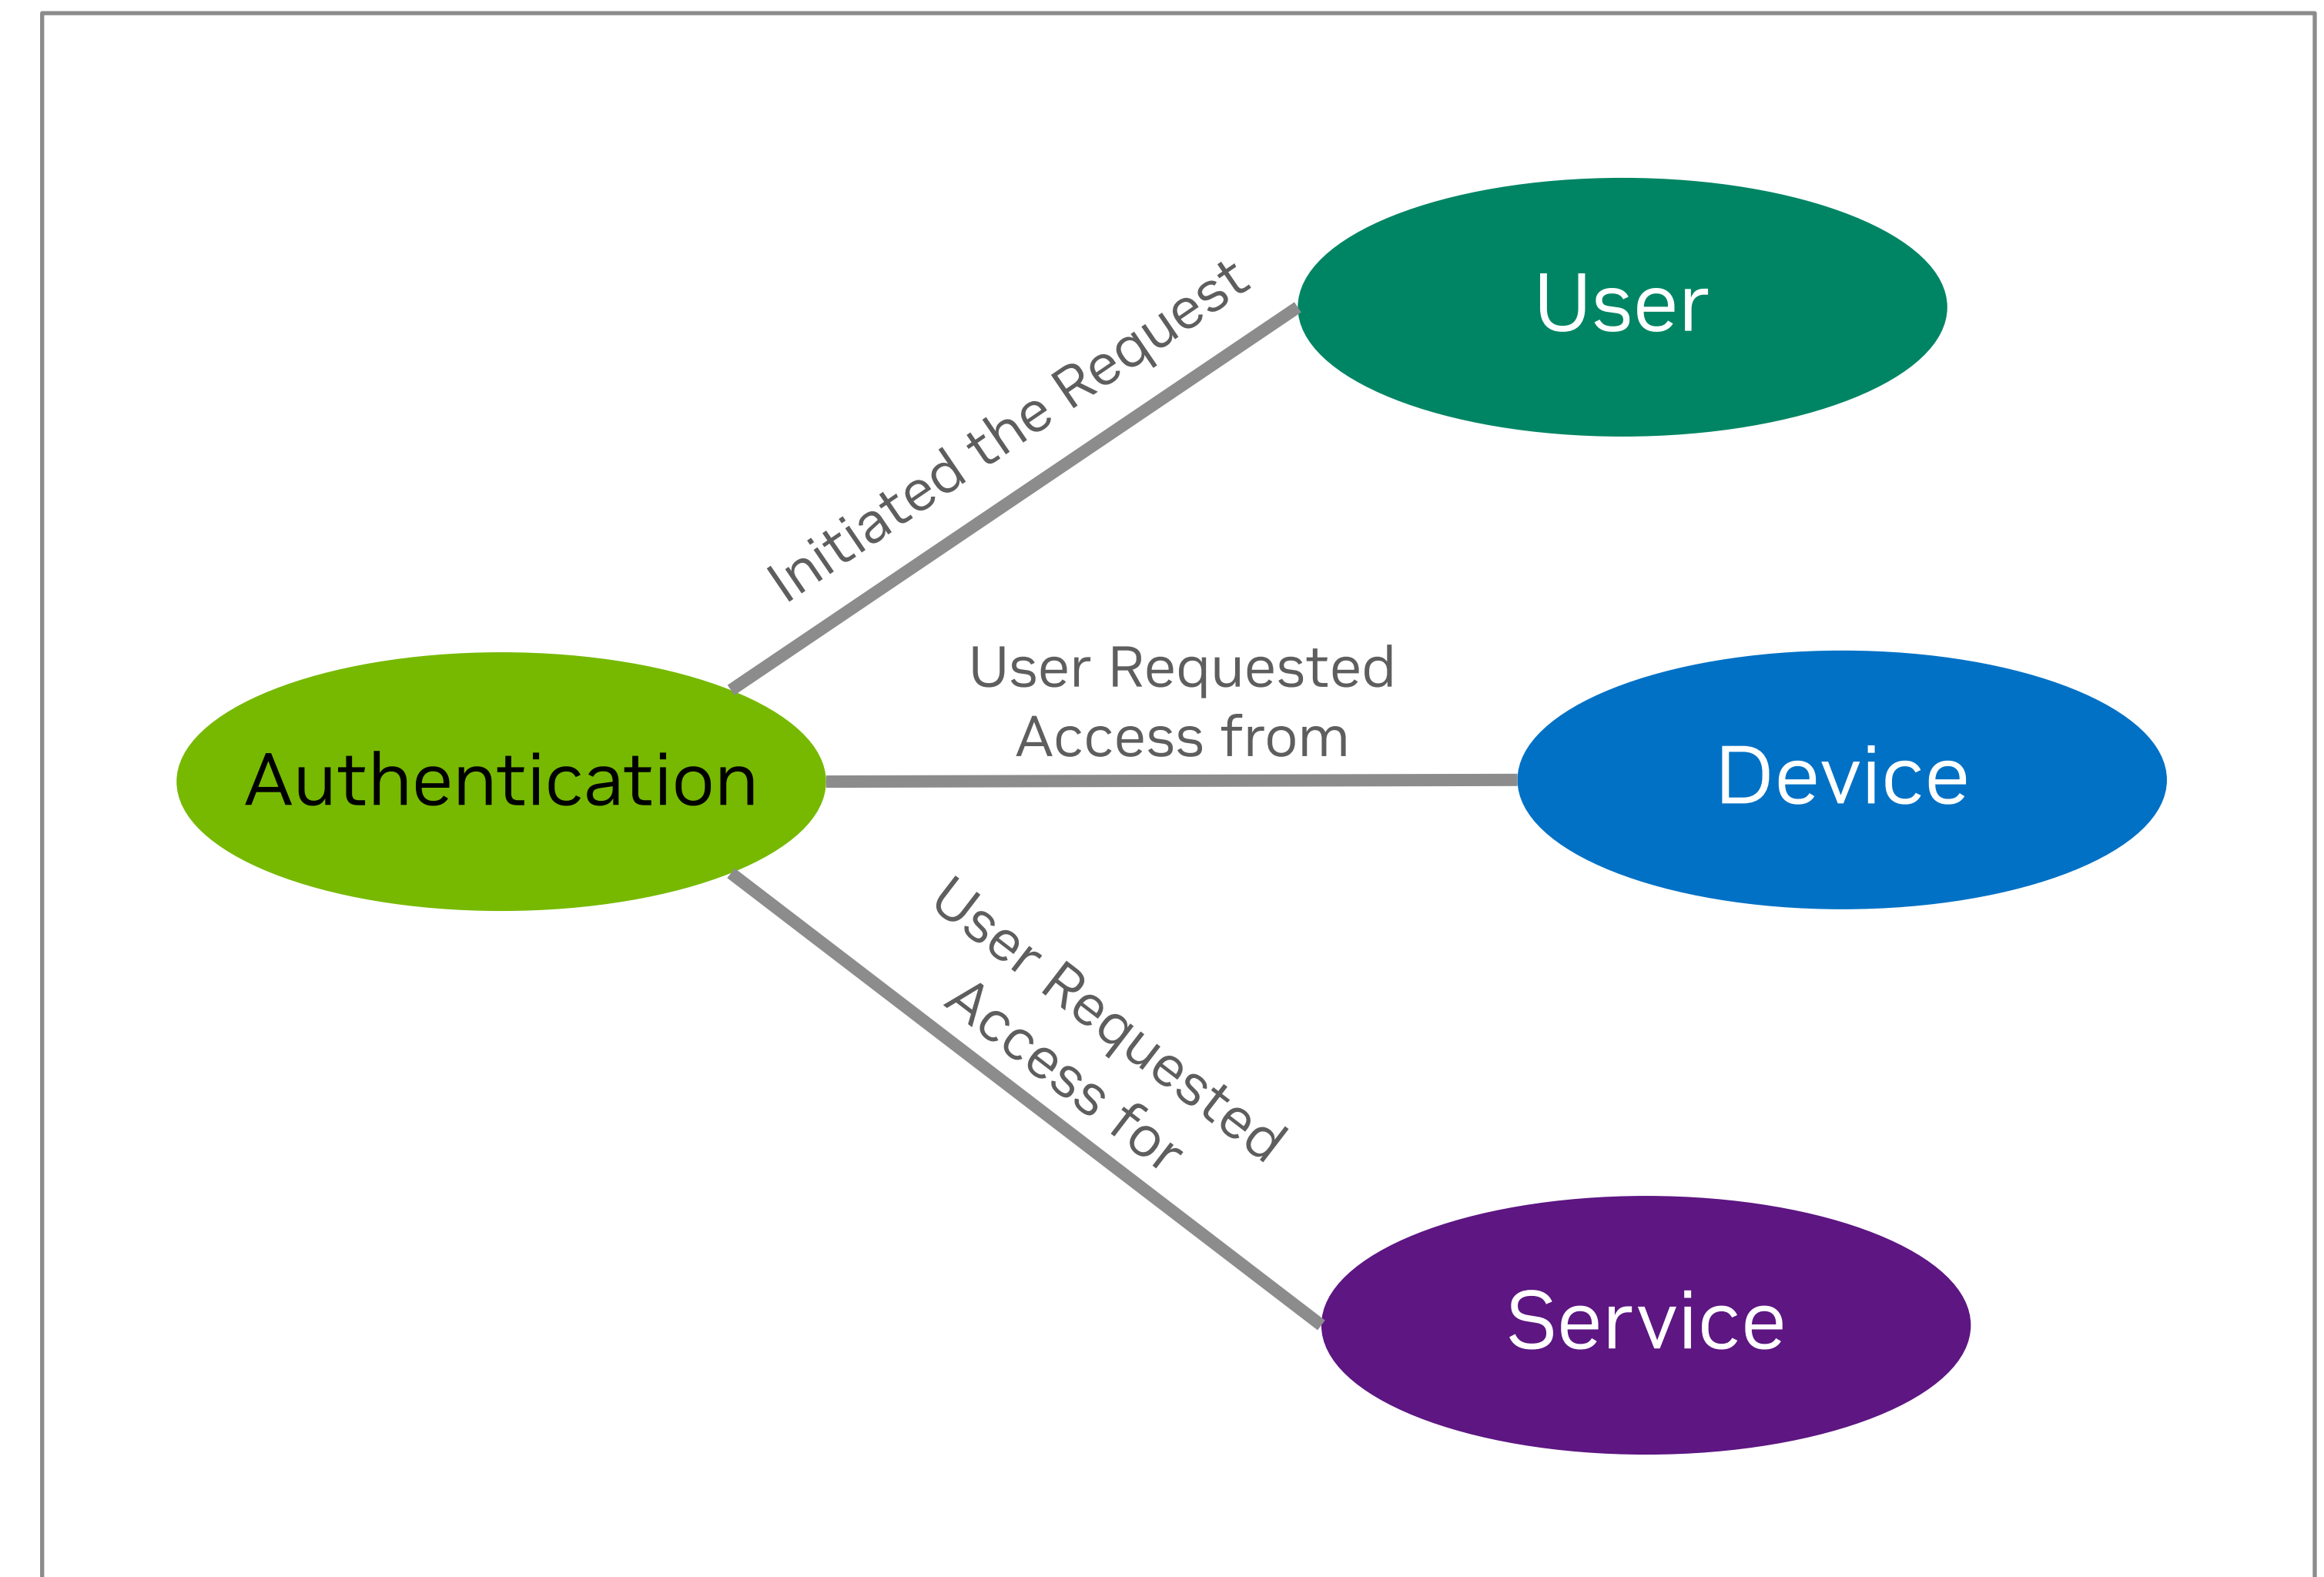 User
Initiated the Request
User Requested
Access from
Device
Authentication
User Requested
Access for
Service